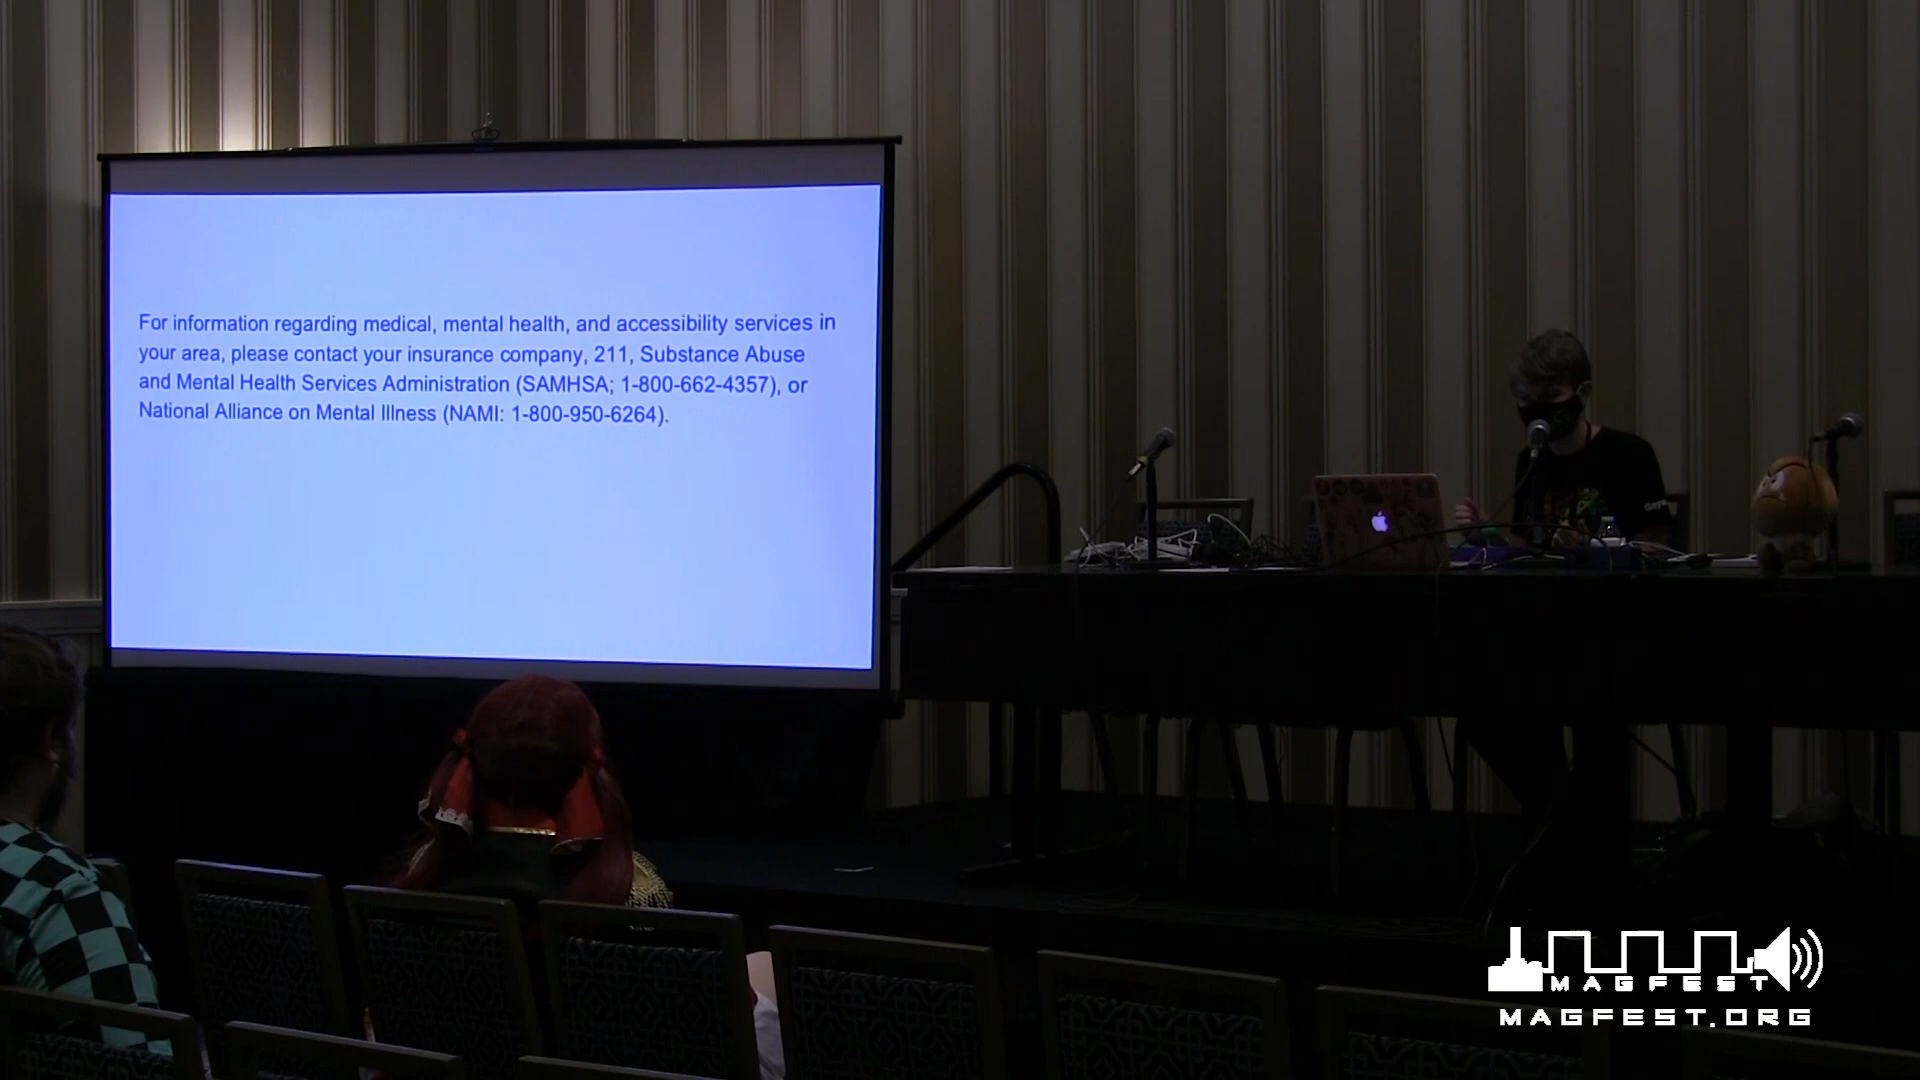 For information regarding medical, mental health, and accessibility services in
your area, please contact your insurance company, 211, Substance Abuse
and Mental Health Services Administration (SAMHSA; 1-800-662-4357), or
National Alliance on Mental Illness (NAMI: 1-800-950-6264).
MAGFEST
MAGFEST.ORG